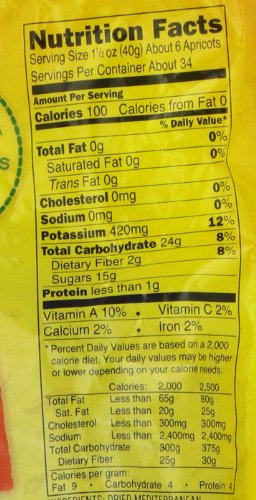 Nutrition Facts
Serving Size 1½ oz (40g) About 6 Apricots
Servings Per Container About 34
Amount Per Serving
Calories 100 Calories from Fat 0
% Daily Value*
Total Fat 0g 0%
Saturated Fat 0g 0%
Trans Fat 0g
Cholesterol 0mg 0%
Sodium 0mg 0%
Potassium 420mg 12%
Total Carbohydrate 24g 8%
Dietary Fiber 2g 8%
Sugars 15g
Protein less than 1g
Vitamin A 10% • Vitamin C 2%
Calcium 2% • Iron 2%
*Percent Daily Values are based on a 2,000
calorie diet. Your daily values may be higher
or lower depending on your calorie needs:
Calories: 2,000 2,500
Total Fat Less than 65g 80g
Sat. Fat Less than 20g 25g
Cholesterol Less than 300mg 300mg
Sodium Less than 2,400mg 2,400mg
Total Carbohydrate 300g 375g
Dietary Fiber 25g 30g
Calories per gram:
Fat 9 • Carbohydrate 4 • Protein 4
INGREDIENTS: DRIED MEDITERRANEAN